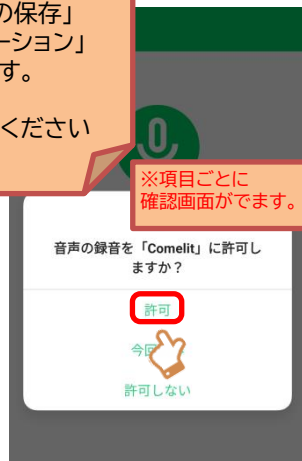 の保存」
ーション」
す。
ください
※項目ごとに
確認画面がでます。
音声の録音を「Comelit」に許可し
ますか？
許可
今回
許可しない